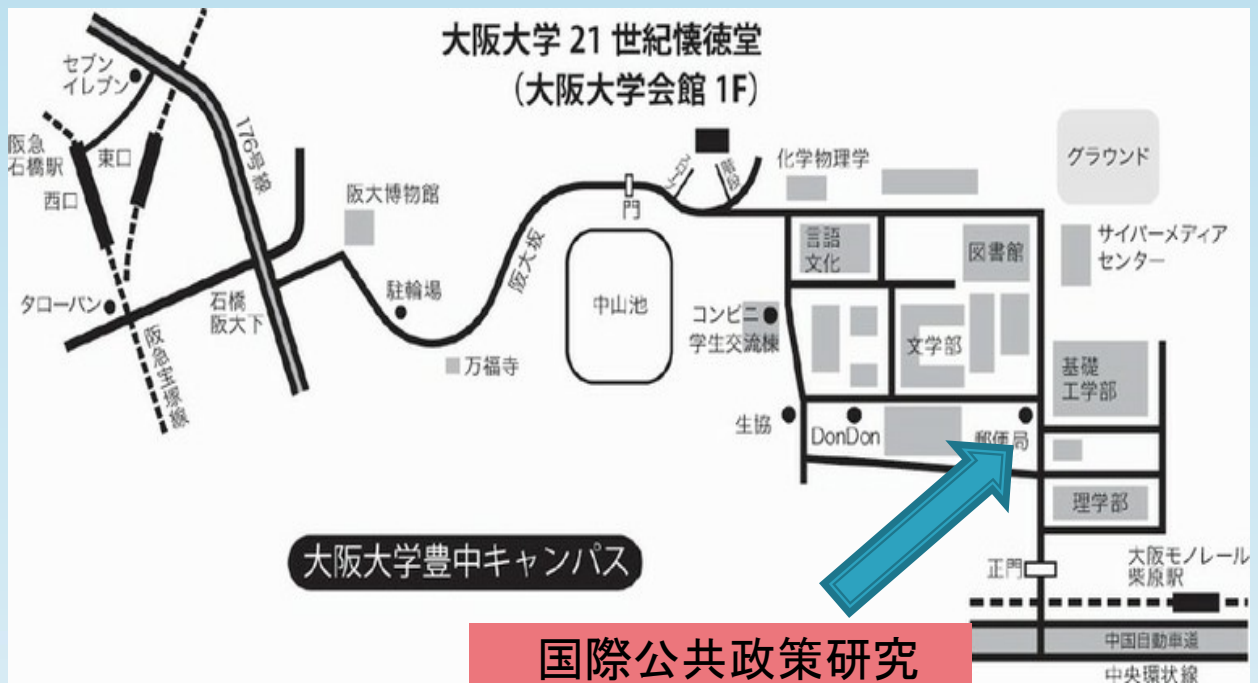 大阪大学 21 世紀懐徳堂
（大阪大学会館 1F）
セブン
イレブン
阪急
石橋駅
東口
西口
176号線
阪大博物館
門
化学物理学
グラウンド
言語
文化
図書館
サイバーメディア
センター
タローパン
石橋
阪大下
駐輪場
阪大坂
中山池
コンビニ
学生交流棟
文学部
基礎
工学部
阪急宝塚線
万福寺
生協
DonDon
郵便局
理学部
大阪大学豊中キャンパス
正門
大阪モノレール
柴原駅
中国自動車道
中央環状線
国際公共政策研究